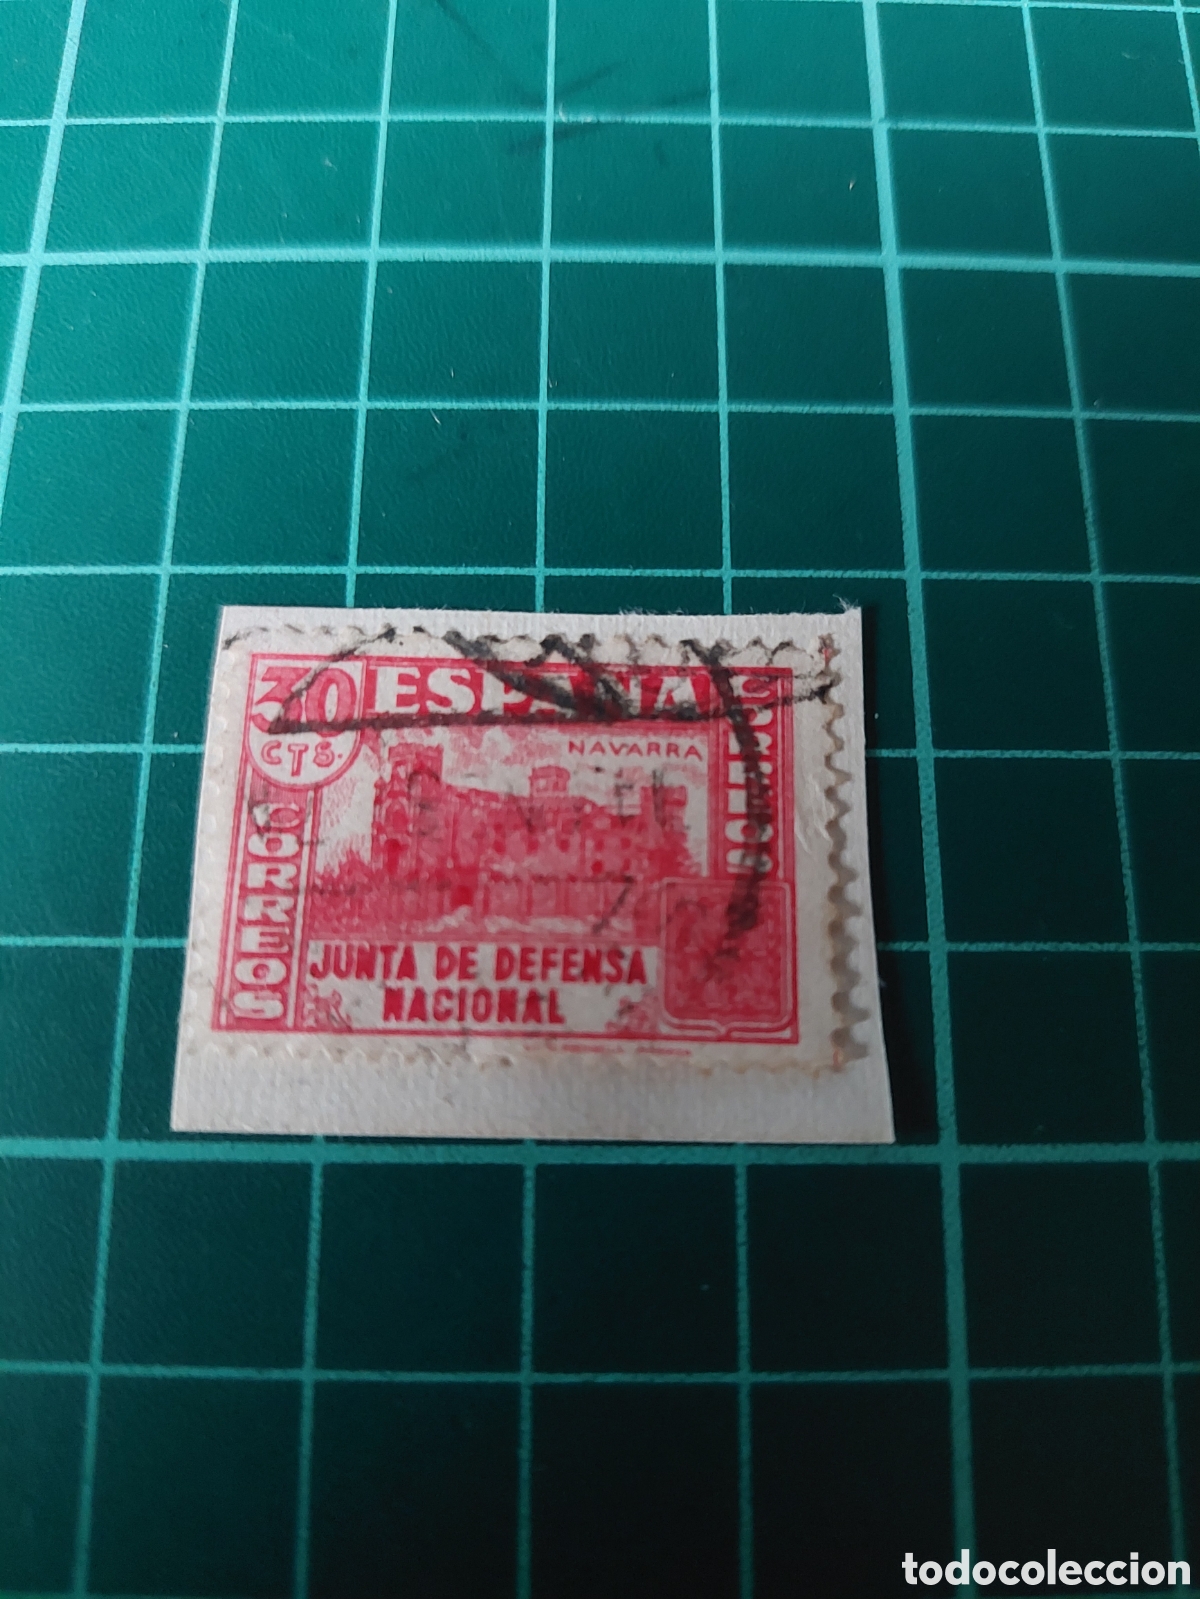 30 ESPAÑA
CTS.
NAVARRA
CORREOS
CORREOS
JUNTA DE DEFENSA
NACIONAL
todocoleccion